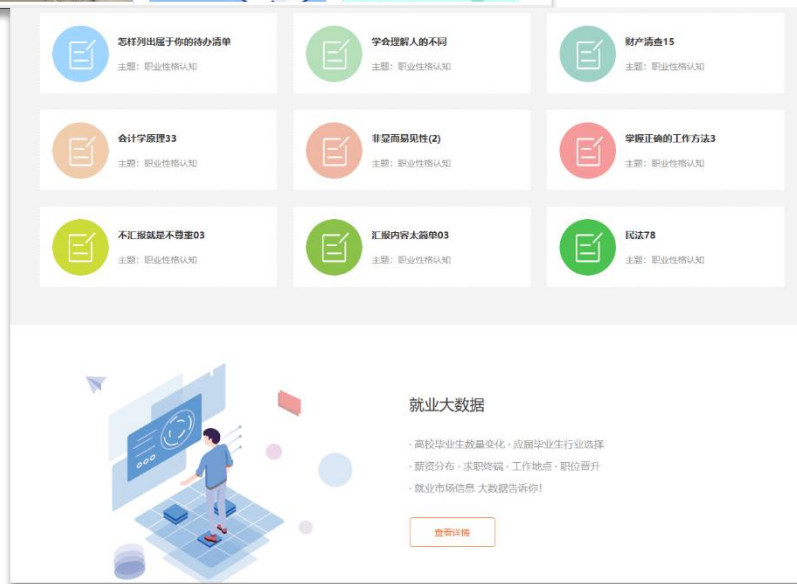 怎样列出属于你的待办清单
主题：职业性格认知
学会理解人的不同
主题：职业性格认知
财产清查15
主题：职业性格认知
会计学原理33
主题：职业性格认知
非显而易见性(2)
主题：职业性格认知
掌握正确的工作方法3
主题：职业性格认知
不汇报就是不尊重03
主题：职业性格认知
汇报内容太简单03
主题：职业性格认知
民法78
主题：职业性格认知
就业大数据
· 高校毕业生数量变化 · 应届毕业生行业选择
· 薪资分布 · 求职终端 · 工作地点 · 职位晋升
· 就业市场信息 大数据告诉你!
查看详情